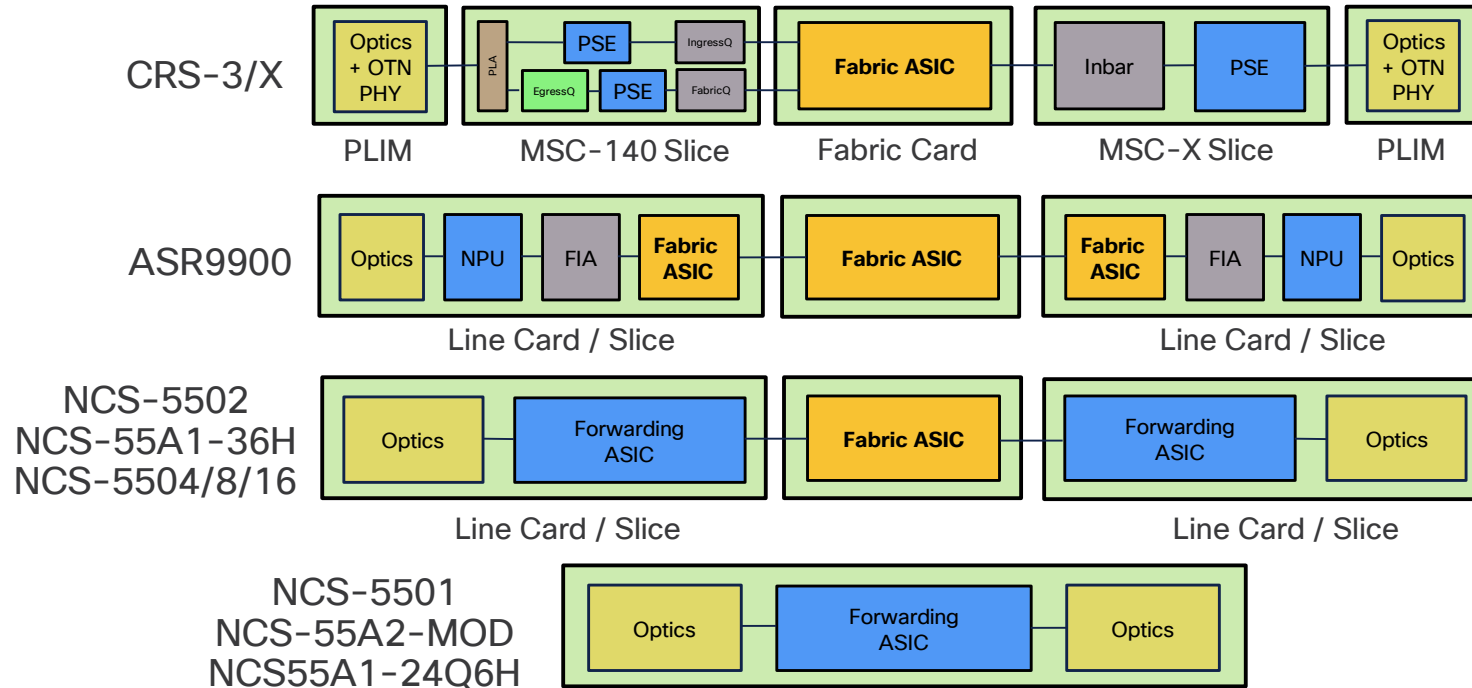 CRS-3/X
Optics
+ OTN
PHY
PLIM
PLA
PSE
IngressQ
EgressQ
PSE
FabricQ
MSC-140 Slice
Fabric ASIC
Fabric Card
Inbar
PSE
MSC-X Slice
Optics
+ OTN
PHY
PLIM
ASR9900
Optics
NPU
FIA
Fabric
ASIC
Line Card / Slice
Fabric ASIC
Fabric
ASIC
FIA
NPU
Optics
Line Card / Slice
NCS-5502
NCS-55A1-36H
NCS-5504/8/16
Optics
Forwarding
ASIC
Line Card / Slice
Fabric ASIC
Forwarding
ASIC
Optics
Line Card / Slice
NCS-5501
NCS-55A2-MOD
NCS55A1-24Q6H
Optics
Forwarding
ASIC
Optics